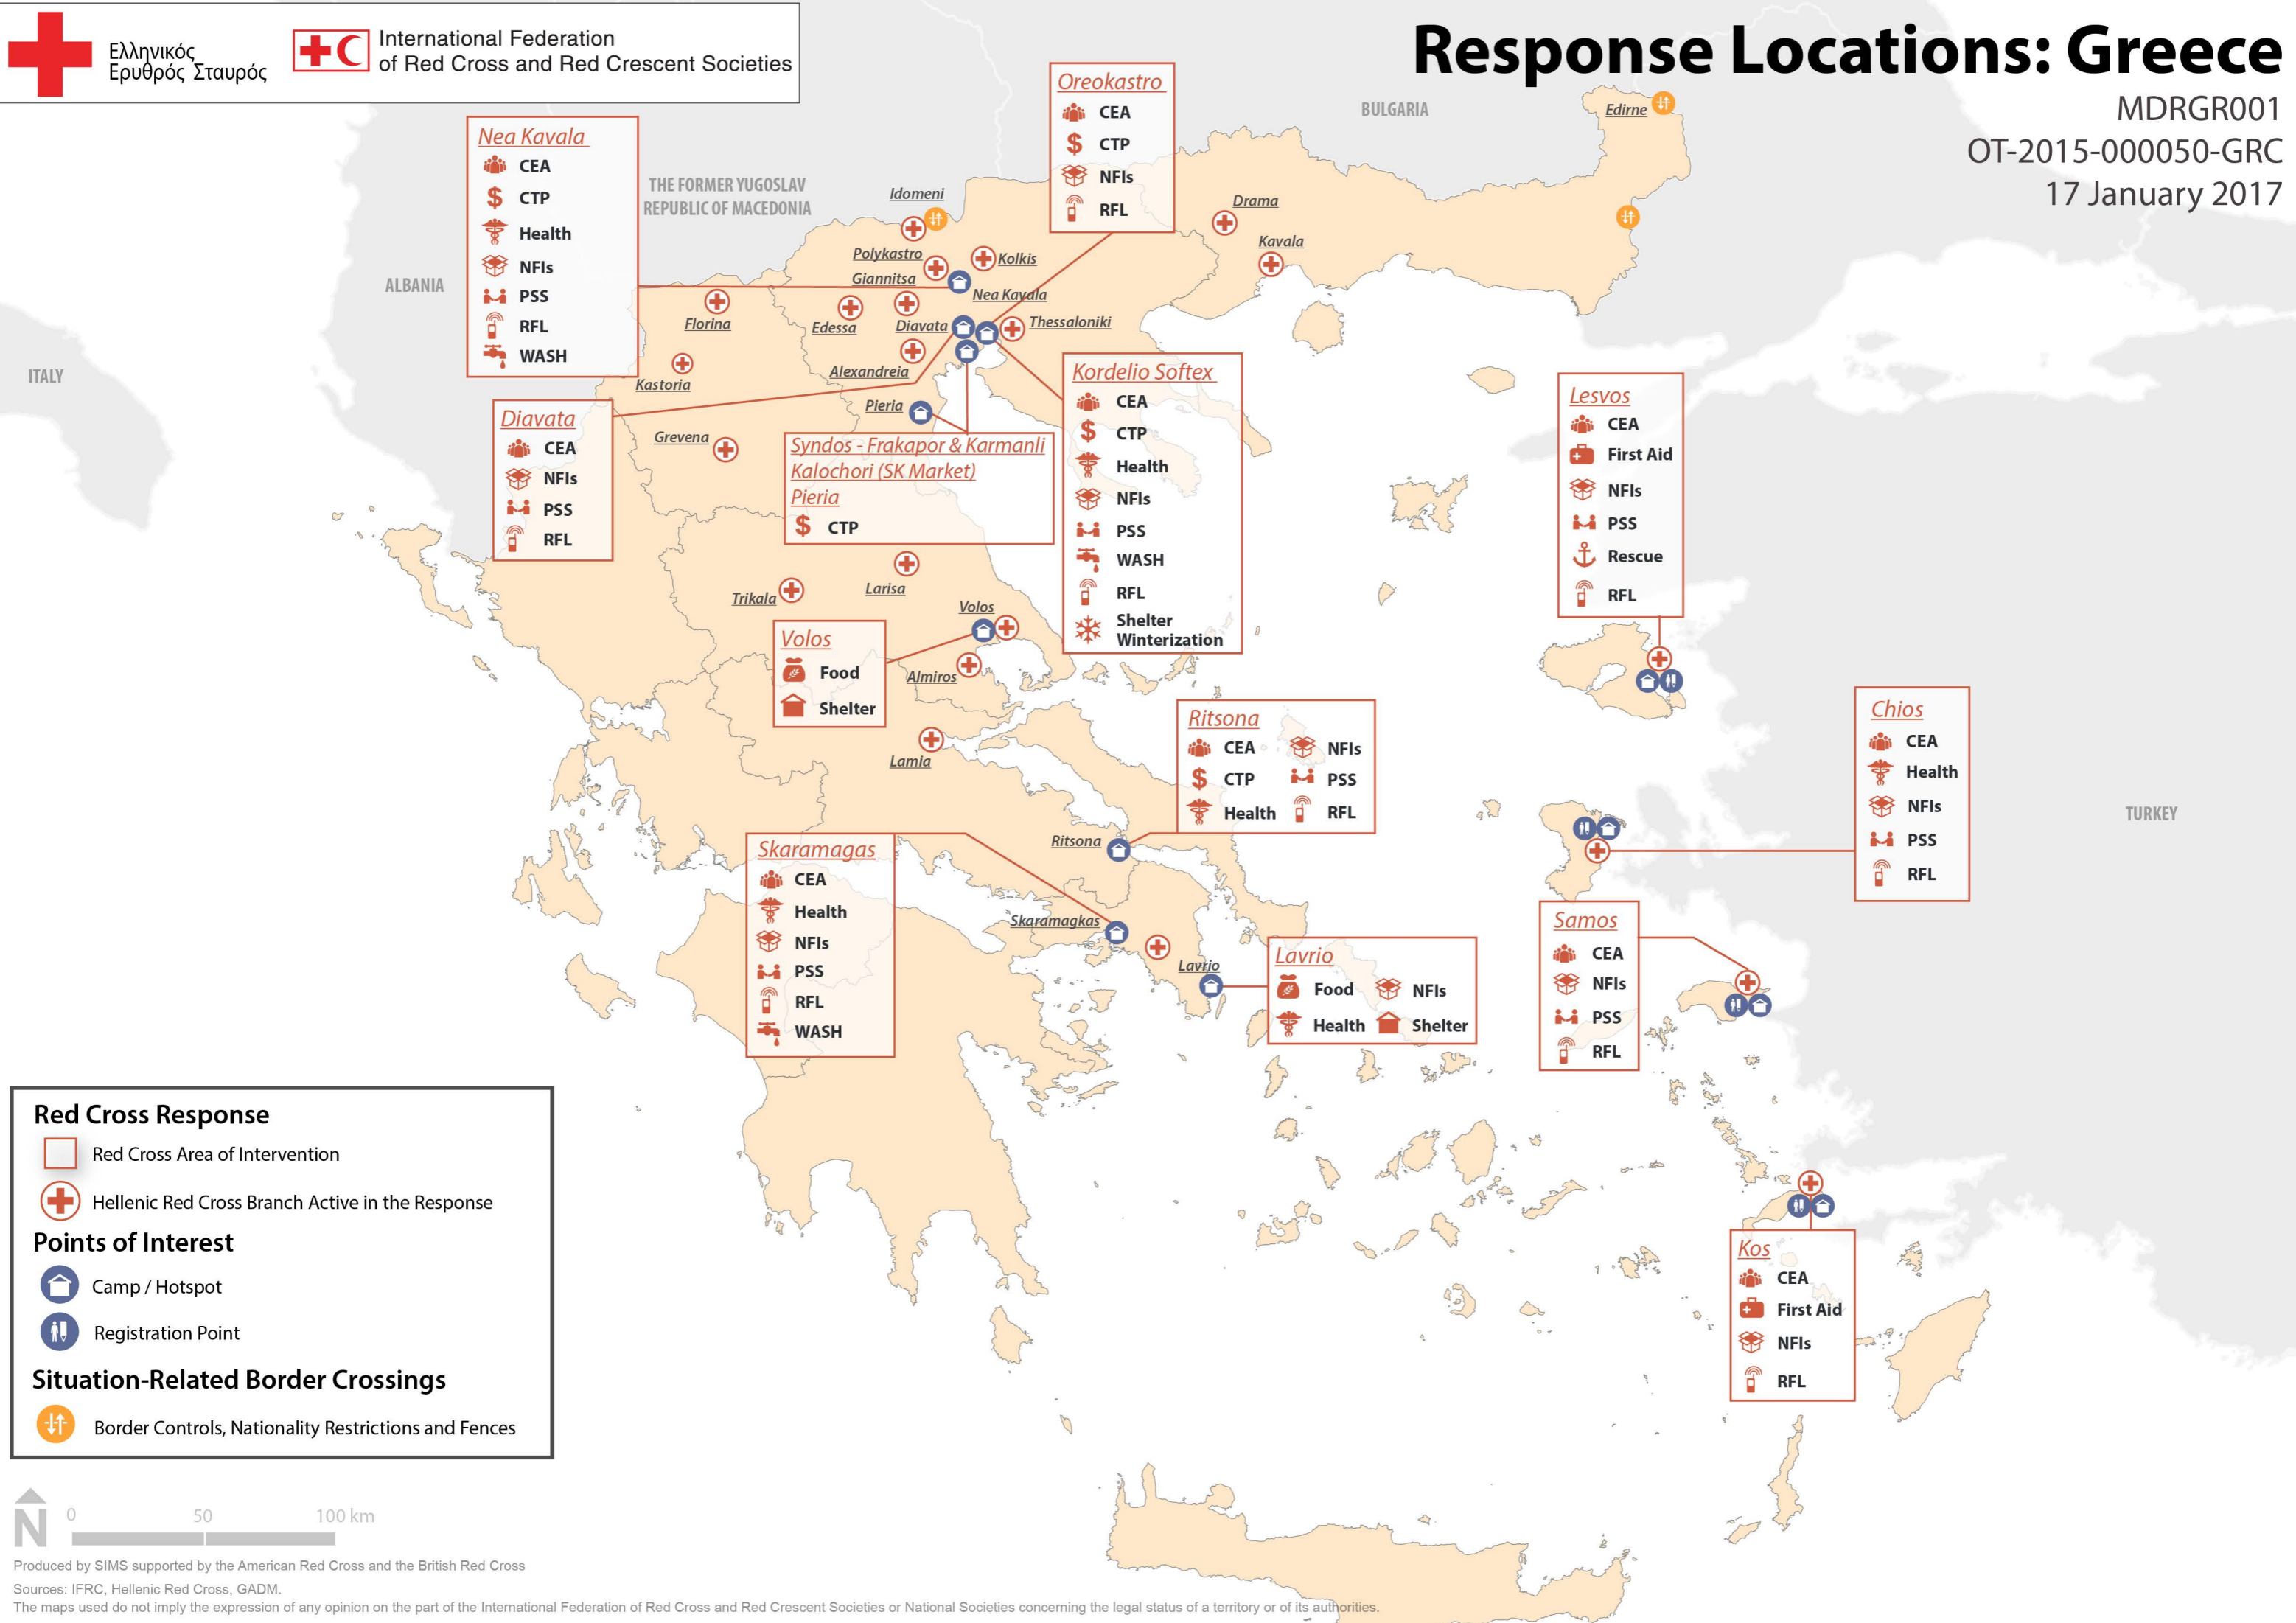 Ελληνικός
Ερυθρός Σταυρός
International Federation
of Red Cross and Red Crescent Societies
Response Locations: Greece
MDRGR001
OT-2015-000050-GRC
17 January 2017
BULGARIA
THE FORMER YUGOSLAV
REPUBLIC OF MACEDONIA
ALBANIA
ITALY
TURKEY
Edirne
Idomeni
Polykastro
Kolkis
Giannitsa
Nea Kavala
Drama
Kavala
Florina
Edessa
Diavata
Thessaloniki
Kastoria
Alexandreia
Pieria
Grevena
Larisa
Trikala
Volos
Almiros
Lamia
Ritsona
Skaramagkas
Lavrio
Nea Kavala
CEA
CTP
Health
NFIs
PSS
RFL
WASH
Oreokastro
CEA
CTP
NFIs
RFL
Diavata
CEA
NFIs
PSS
RFL
Syndos - Frakapor & Karmanli
Kalochori (SK Market)
Pieria
CTP
Kordelio Softex
CEA
CTP
Health
NFIs
PSS
WASH
RFL
Shelter
Winterization
Lesvos
CEA
First Aid
NFIs
PSS
Rescue
RFL
Volos
Food
Shelter
Ritsona
CEA NFIs
CTP PSS
Health RFL
Chios
CEA
Health
NFIs
PSS
RFL
Skaramagas
CEA
Health
NFIs
PSS
RFL
WASH
Lavrio
Food NFIs
Health Shelter
Samos
CEA
NFIs
PSS
RFL
Kos
CEA
First Aid
NFIs
RFL
Red Cross Response
Red Cross Area of Intervention
Hellenic Red Cross Branch Active in the Response
Points of Interest
Camp / Hotspot
Registration Point
Situation-Related Border Crossings
Border Controls, Nationality Restrictions and Fences
N
0 50 100 km
Produced by SIMS supported by the American Red Cross and the British Red Cross
Sources: IFRC, Hellenic Red Cross, GADM.
The maps used do not imply the expression of any opinion on the part of the International Federation of Red Cross and Red Crescent Societies or National Societies concerning the legal status of a territory or of its authorities.